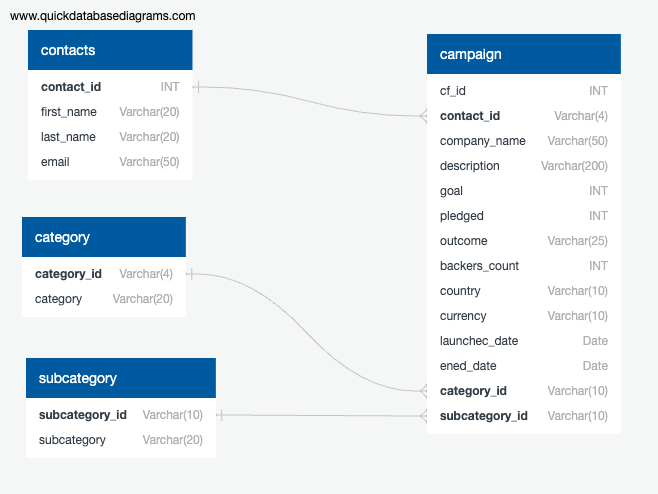 www.quickdatabasediagrams.com
contacts
contact_id INT
first_name Varchar(20)
last_name Varchar(20)
email Varchar(50)
category
category_id Varchar(4)
category Varchar(20)
subcategory
subcategory_id Varchar(10)
subcategory Varchar(20)
campaign
cf_id INT
contact_id Varchar(4)
company_name Varchar(50)
description Varchar(200)
goal INT
pledged INT
outcome Varchar(25)
backers_count INT
country Varchar(10)
currency Varchar(10)
launchec_date Date
ened_date Date
category_id Varchar(10)
subcategory_id Varchar(10)